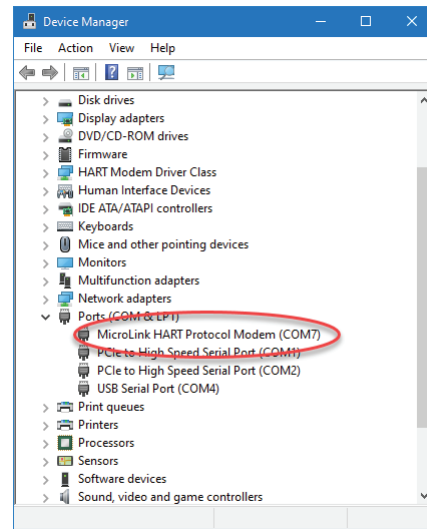 Device Manager
File Action View Help
Disk drives
Display adapters
DVD/CD-ROM drives
Firmware
HART Modem Driver Class
Human Interface Devices
IDE ATA/ATAPI controllers
Keyboards
Mice and other pointing devices
Monitors
Multifunction adapters
Network adapters
Ports (COM & LPT)
MicroLink HART Protocol Modem (COM7)
PCIe to High Speed Serial Port (COM1)
PCIe to High Speed Serial Port (COM2)
USB Serial Port (COM4)
Print queues
Printers
Processors
Sensors
Software devices
Sound, video and game controllers